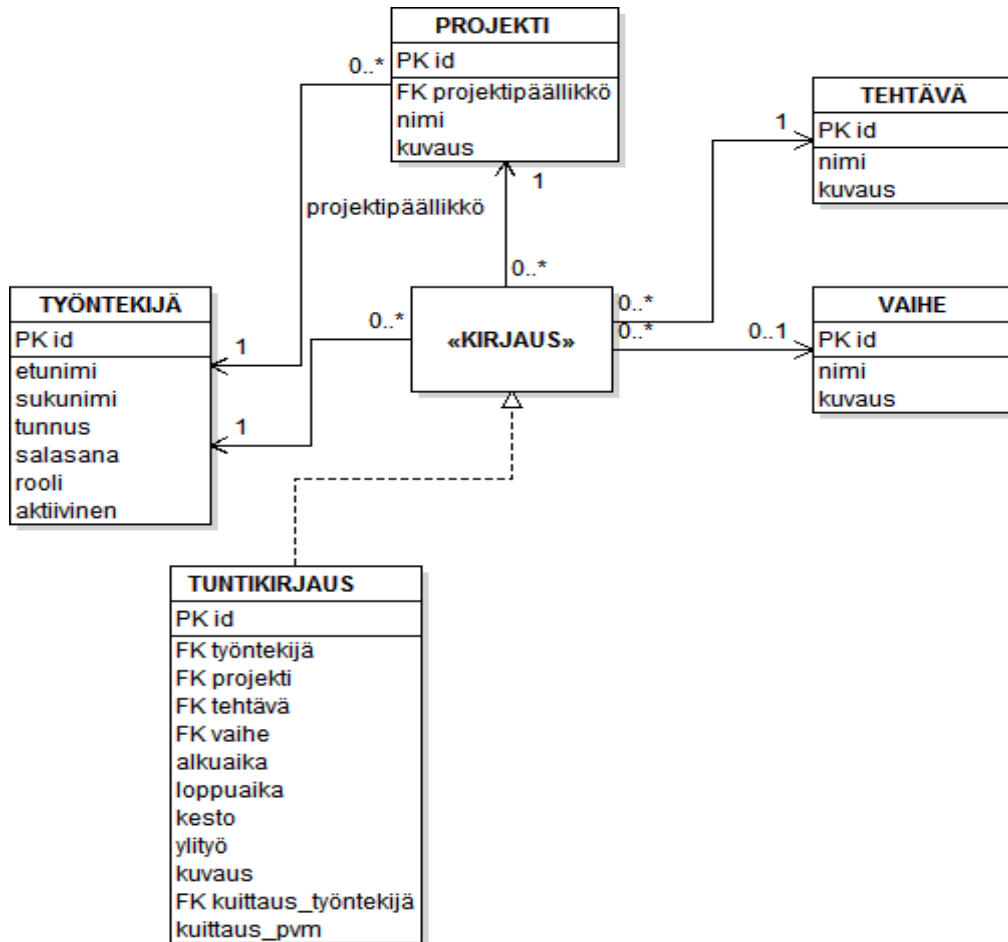 PROJEKTI
PK id
FK projektipäällikkö
nimi
kuvaus
0..*
1
projektipäällikkö
0..*
TEHTÄVÄ
PK id
nimi
kuvaus
1
TYÖNTEKIJÄ
PK id
etunimi
sukunimi
tunnus
salasana
rooli
aktiivinen
1
1
0..*
«KIRJAUS»
0..*
0..*
0..1
VAIHE
PK id
nimi
kuvaus
TUNTIKIRJAUS
PK id
FK työntekijä
FK projekti
FK tehtävä
FK vaihe
alkuaika
loppuaika
kesto
ylityö
kuvaus
FK kuittaus_työntekijä
kuittaus_pvm